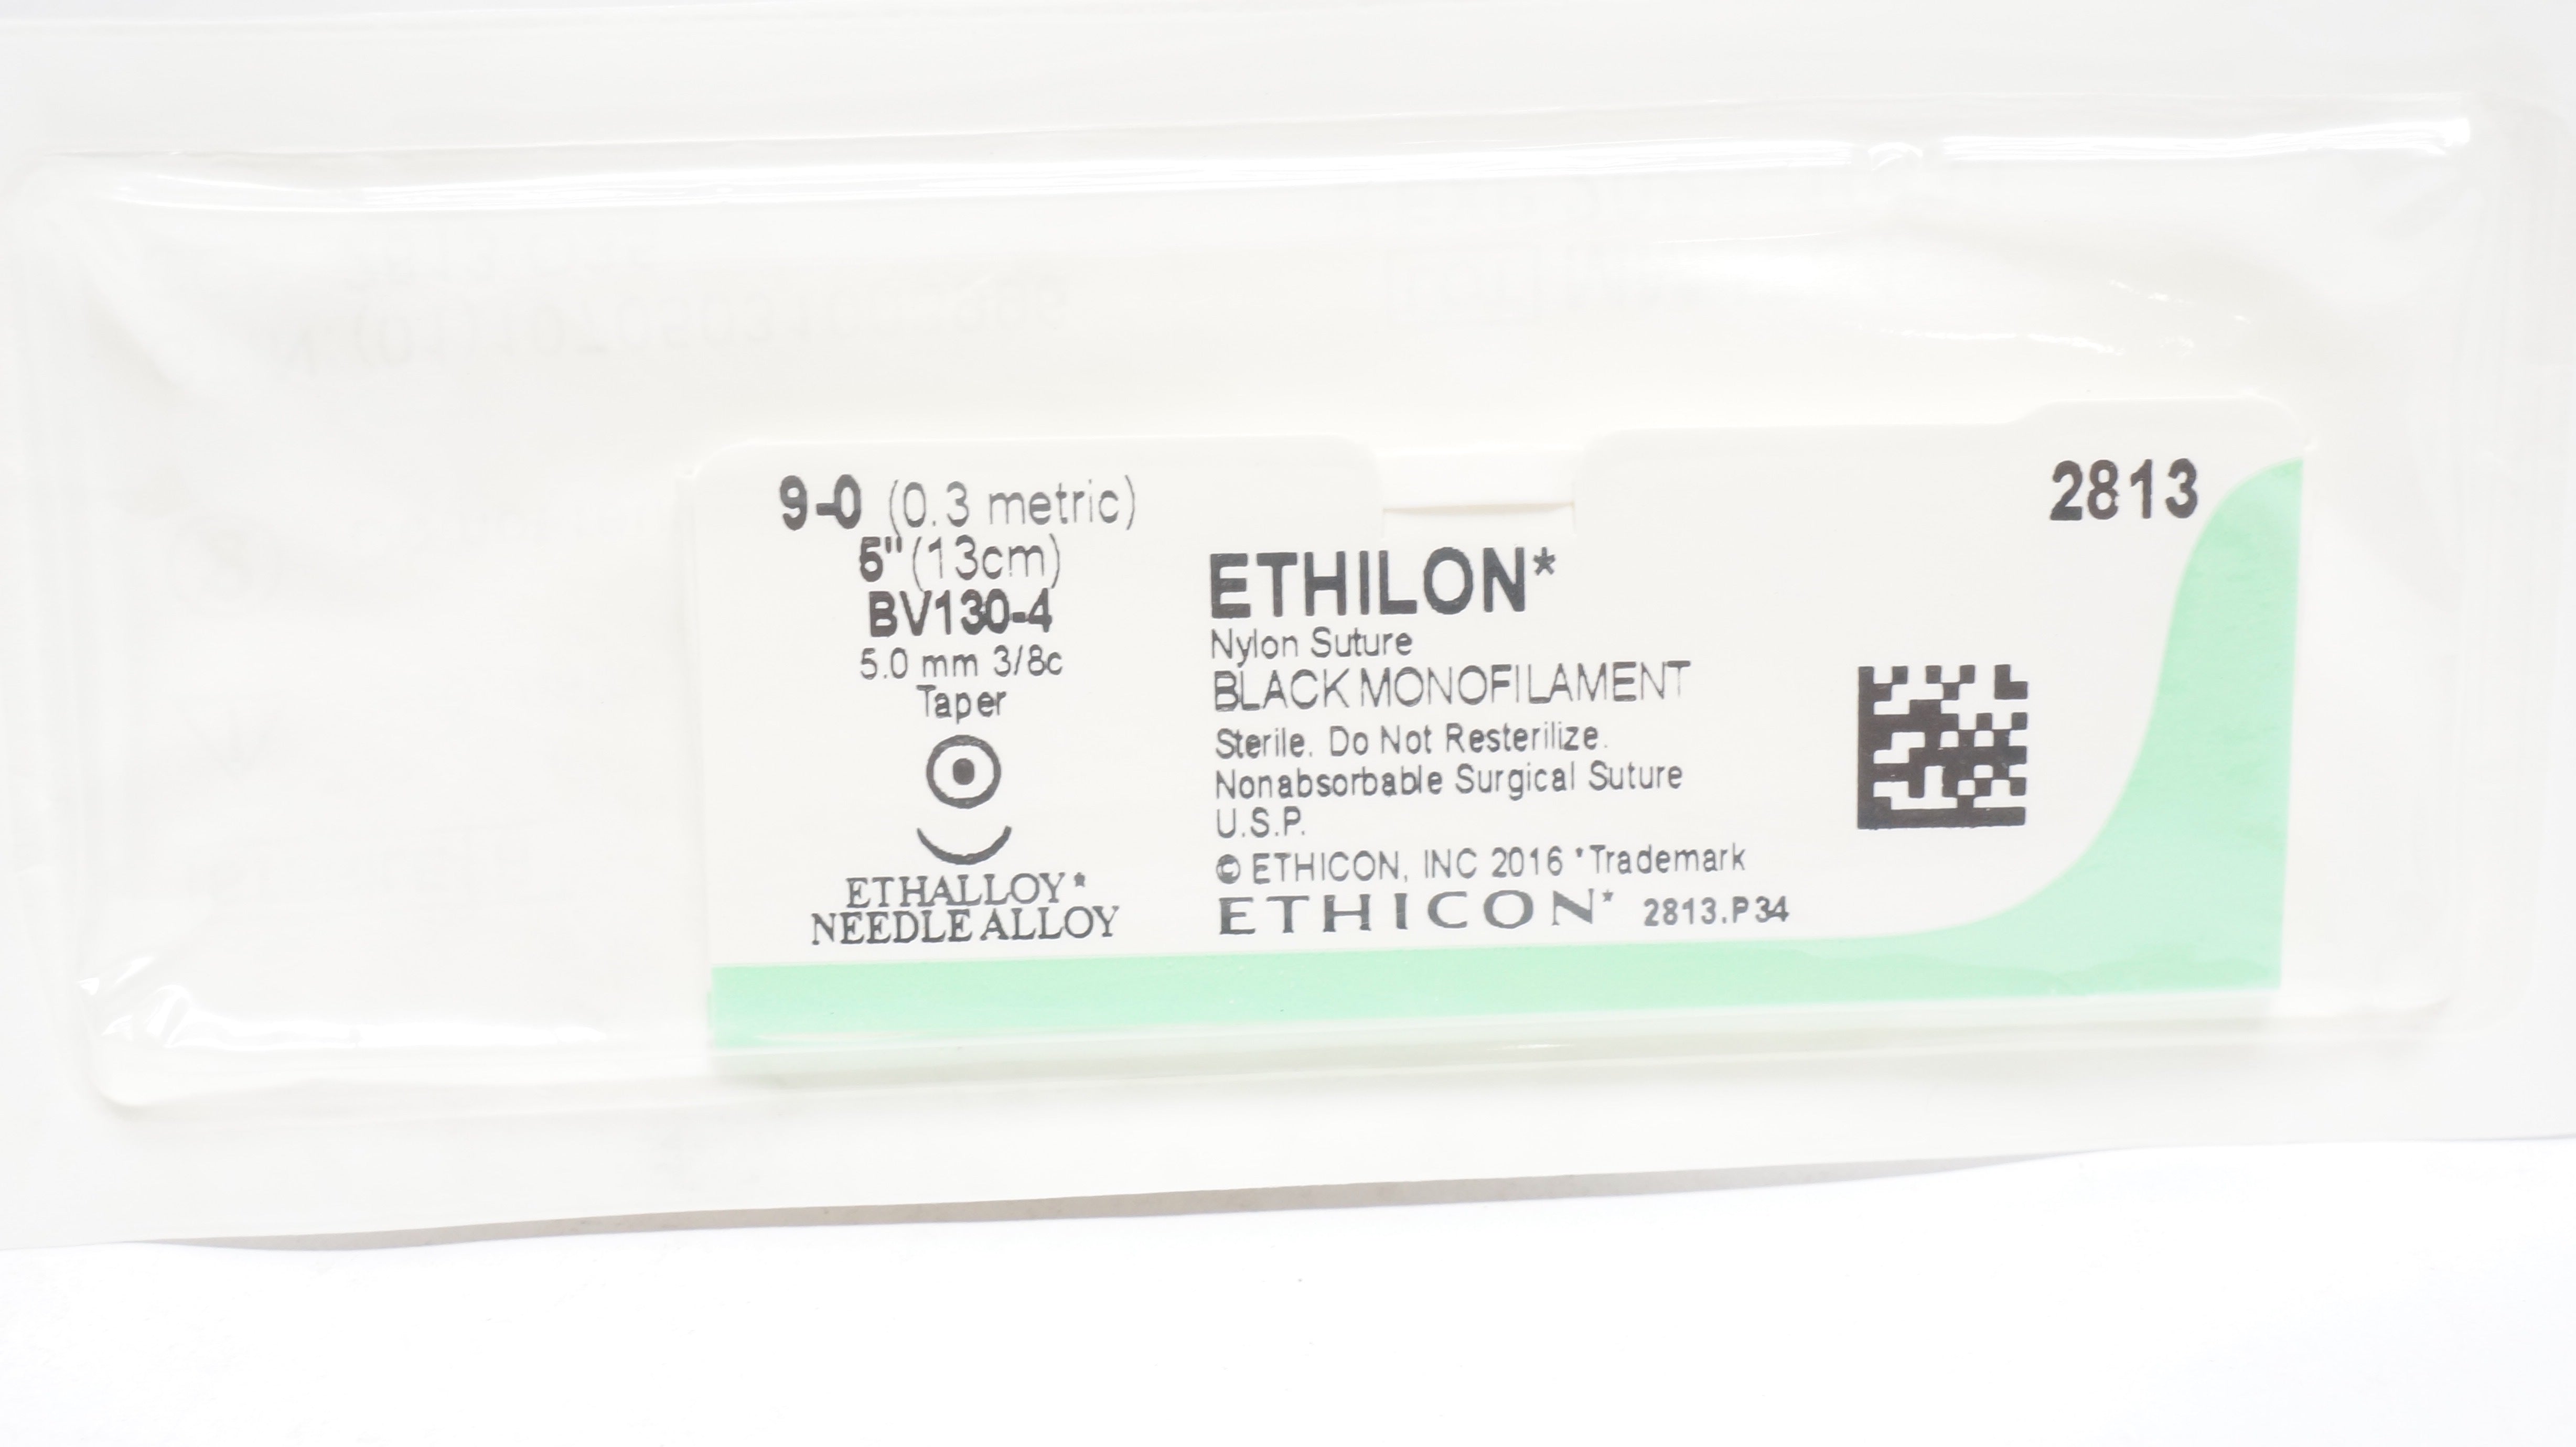 9-0 (0.3 metric)
5"(13cm)
BV130-4
5.0 mm 3/8c
Taper
ETHALLOY*
NEEDLE ALLOY
2813
ETHILON*
Nylon Suture
BLACK MONOFILAMENT
Sterile. Do Not Resterilize.
Nonabsorbable Surgical Suture
U.S.P.
© ETHICON, INC 2016 *Trademark
ETHICON* 2813.P34